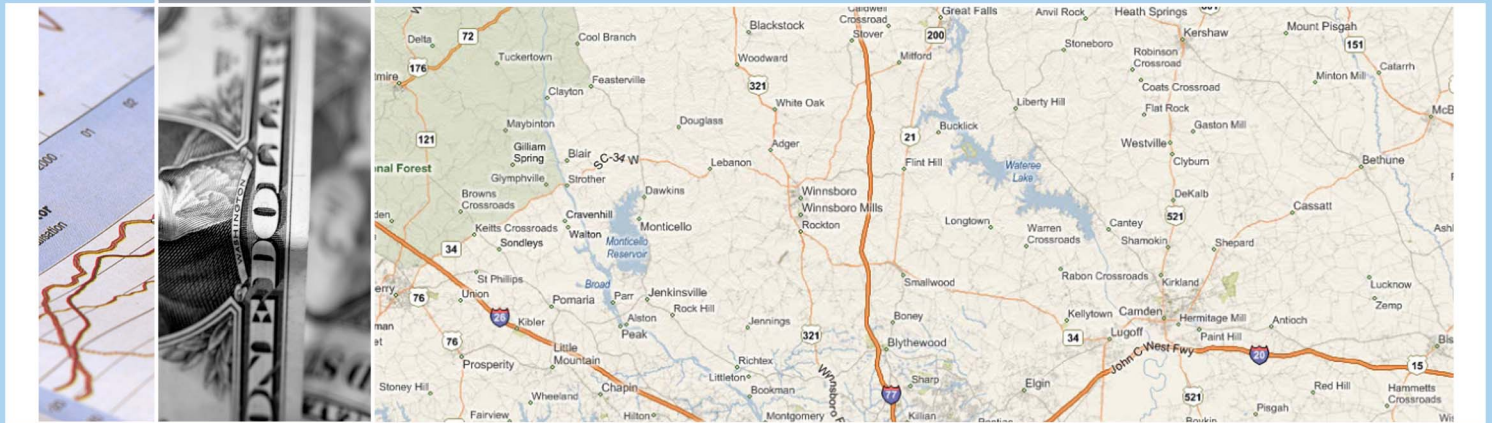 2000
01
02
WASHINGTON
Delta
72
176
Tuckertown
Cool Branch
Feasterville
Clayton
121
Maybinton
Gilliam
Spring
Blair
SC-34 W
Glymphville
Strother
Browns
Crossroads
Keitts Crossroads
Sondleys
34
Cravenhill
Walton
Dawkins
Monticello
Monticello
Reservoir
Broad
St Phillips
Union
76
26
Pomaria
Parr
Jenkinsville
Rock Hill
Alston
Peak
Kibler
76
Prosperity
Little
Mountain
Stoney Hill
Wheeland
Chapin
Fairview
Hilton
Blackstock
Caldwell
Crossroad
Stover
Woodward
321
White Oak
Douglass
Adger
Lebanon
Winnsboro
Winnsboro Mills
Rockton
Jennings
321
Richtex
Littleton
Bookman
Montgomery
Great Falls
200
Mitford
Anvil Rock
Heath Springs
Kershaw
Stoneboro
Robinson
Crossroad
Coats Crossroad
Flat Rock
Gaston Mill
Liberty Hill
Bucklick
21
Flint Hill
Wateree
Lake
Westville
Clyburn
DeKalb
521
Longtown
Warren
Crossroads
Cantey
Shamokin
Shepard
Smallwood
Rabon Crossroads
Kirkland
Boney
Kellytown
Camden
Hermitage Mill
Antioch
Lugoff
Paint Hill
34
John C West Fwy
20
Blythewood
Sharp
77
Killian
Elgin
521
Pisgah
Red Hill
Hammetts
Crossroads
15
Mount Pisgah
151
Catarrh
Minton Mill
Bethune
Cassatt
Lucknow
Zemp